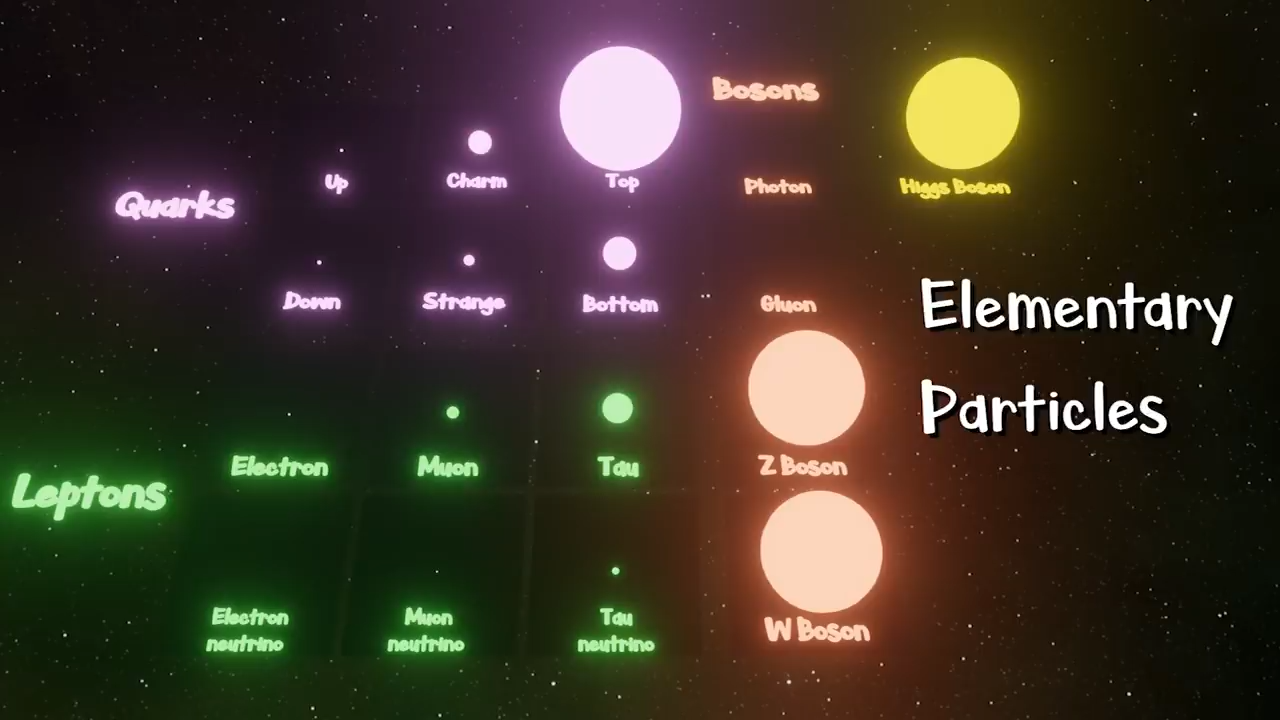 Bosons
Up
Charm
Top
Photon
Higgs Boson
Quarks
Down
Strange
Bottom
Gluon
Elementary
Particles
Electron
Muon
Tau
Z Boson
Leptons
Electron
neutrino
Muon
neutrino
Tau
neutrino
W Boson